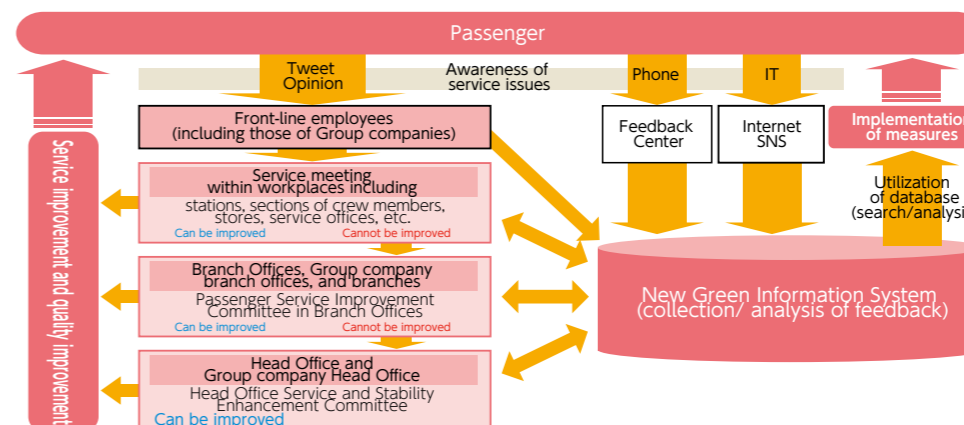 Passenger
Tweet
Opinion
Awareness of
service issues
Phone
IT
Front-line employees
(including those of Group companies)
Feedback
Center
Internet
SNS
Implementation
of measures
Service improvement and quality improvement
Service meeting
within workplaces including
stations, sections of crew members,
stores, service offices, etc.
Can be improved
Cannot be improved
Utilization
of database
(search/analysis
Branch Offices, Group company
branch offices, and branches
Passenger Service Improvement
Committee in Branch Offices
Can be improved
Cannot be improved
New Green Information System
(collection/ analysis of feedback)
Head Office and
Group company Head Office
Head Office Service and Stability
Enhancement Committee
Can be improved